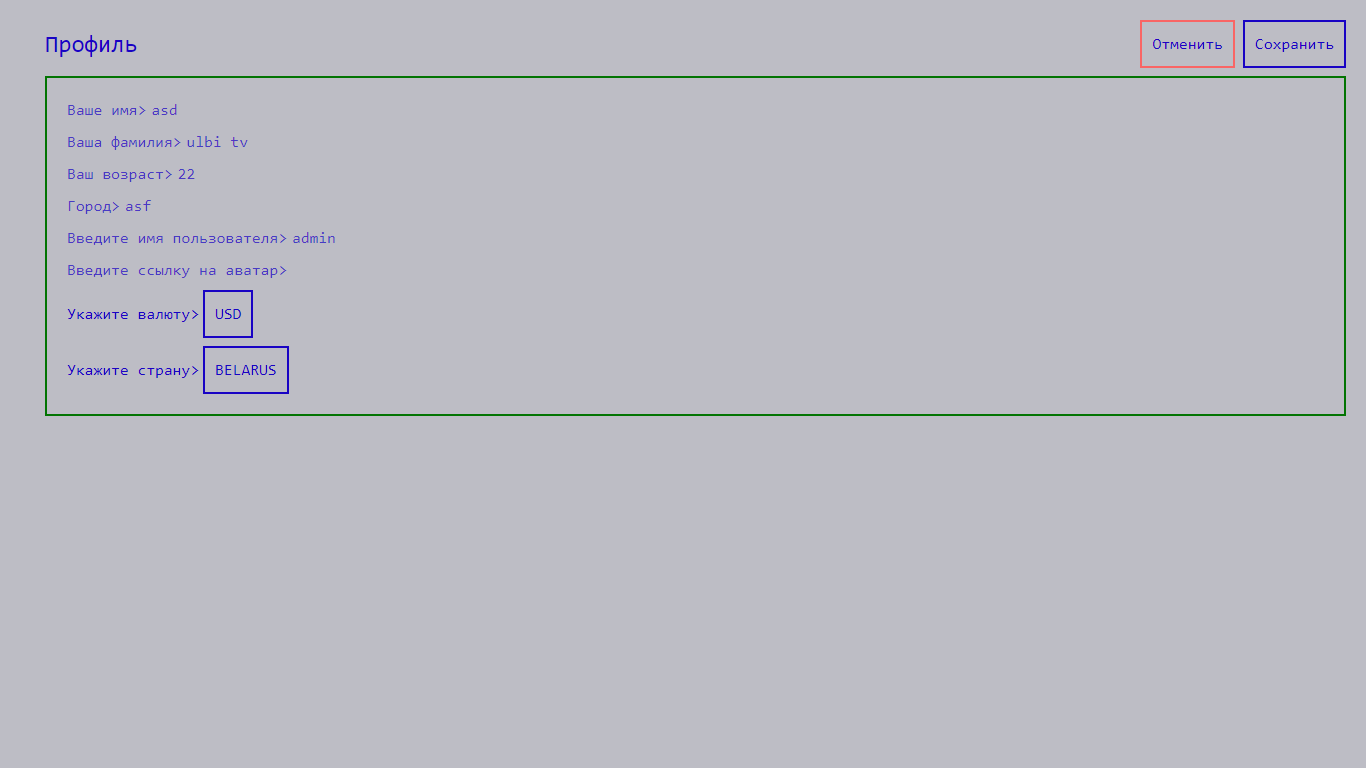 Профиль
Отменить Сохранить
Ваше имя> asd
Ваша фамилия> ulbi tv
Ваш возраст> 22
Город> asf
Введите имя пользователя> admin
Введите ссылку на аватар>
Укажите валюту> USD
Укажите страну> BELARUS